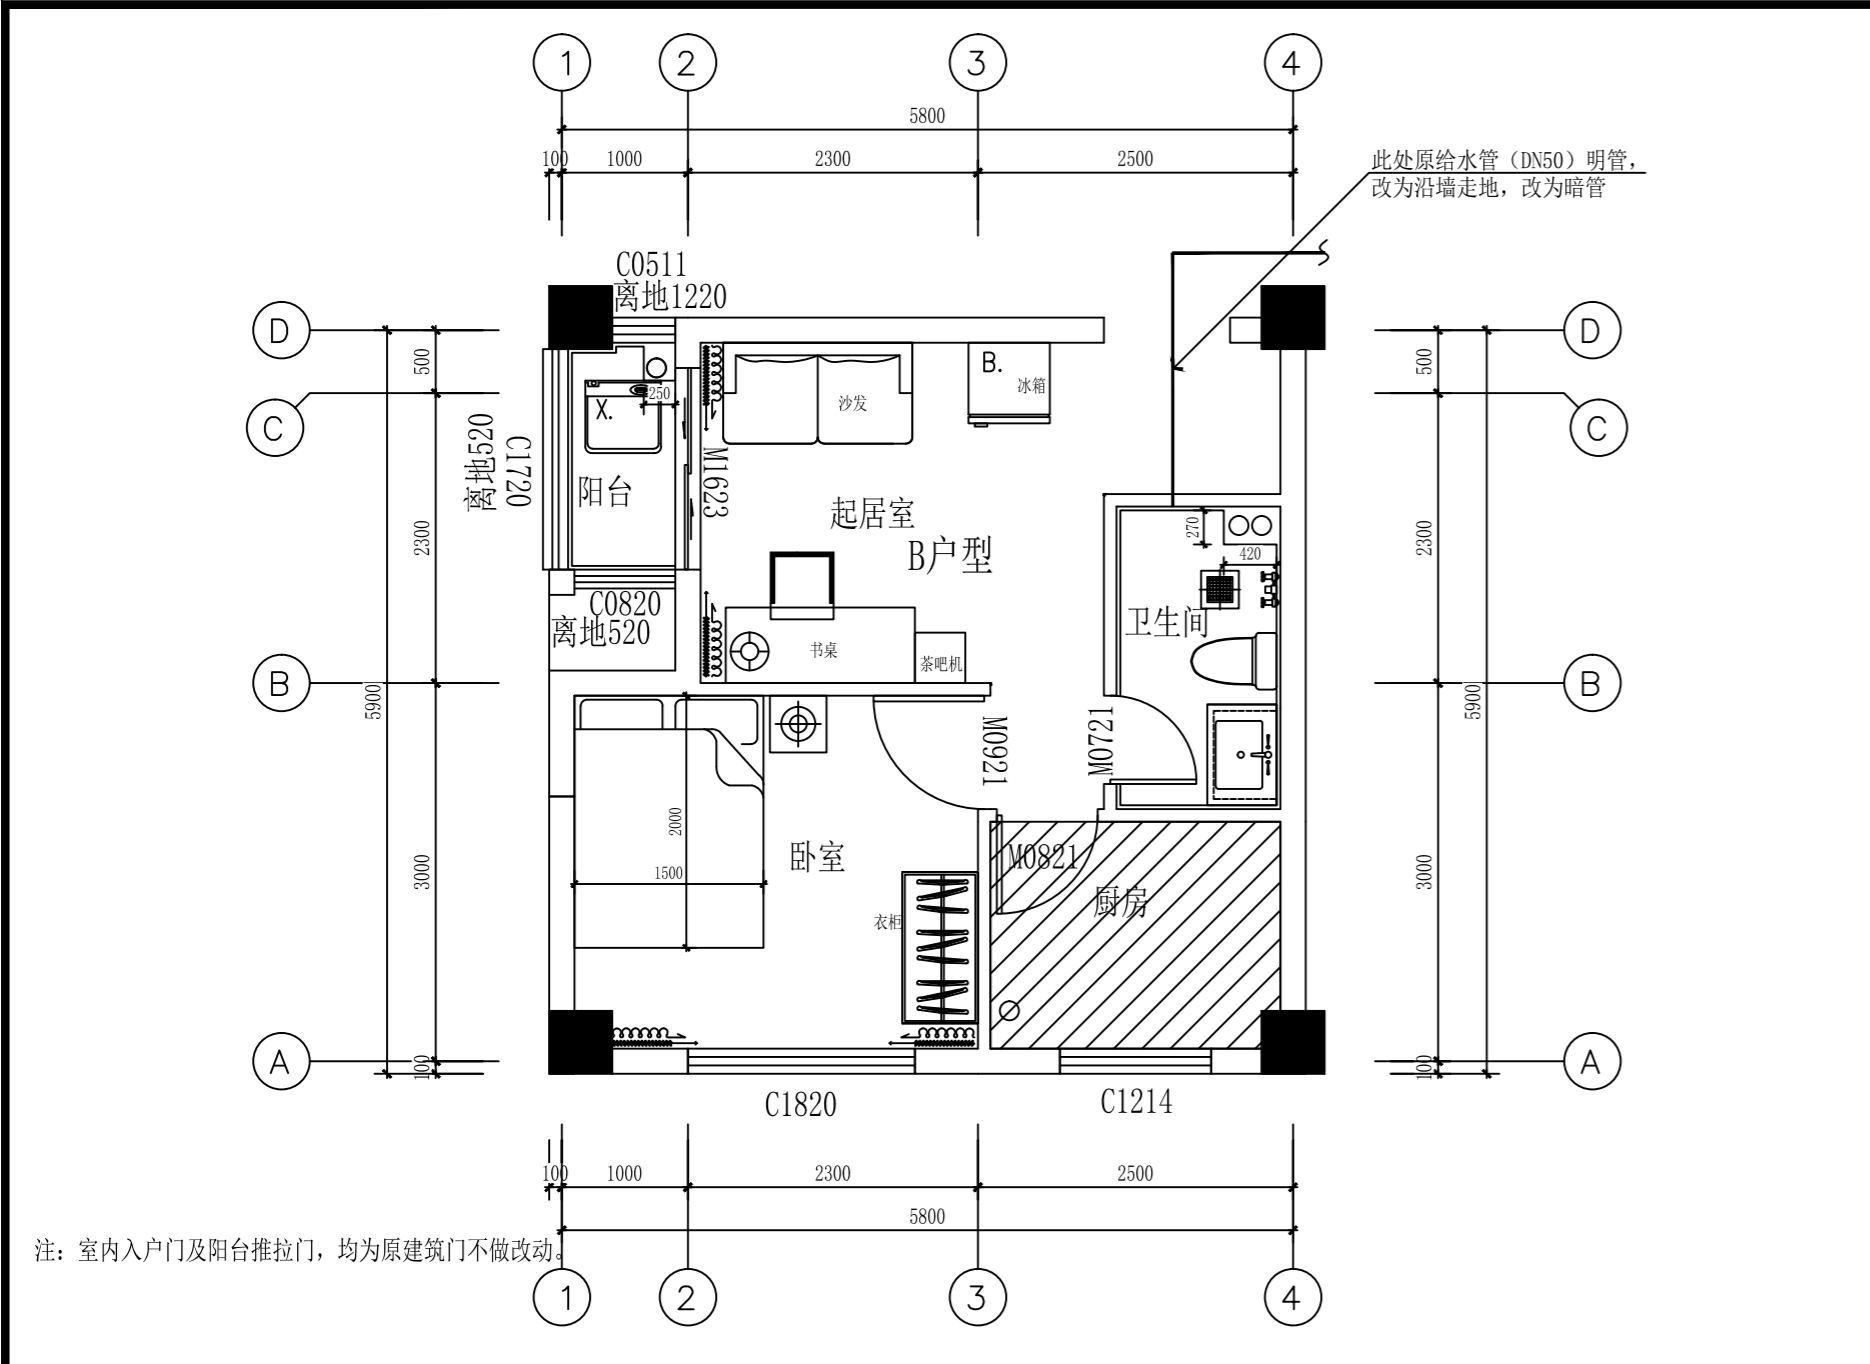 1
2
3
4
5800
100
1000
2300
2500
此处原给水管（DN50）明管，
改为沿墙走地，改为暗管
C0511
离地1220
D
D
500
500
B.
冰箱
沙发
250
X.
C
C
离地520
C1720
M1623
阳台
起居室
B户型
2300
2300
270
420
C0820
离地520
卫生间
书桌
茶吧机
B
B
5900
5900
M0921
M0721
2000
1500
卧室
M0821
厨房
3000
3000
衣柜
A
A
100
100
C1820
C1214
100
1000
2300
2500
5800
注：室内入户门及阳台推拉门，均为原建筑门不做改动。
1
2
3
4